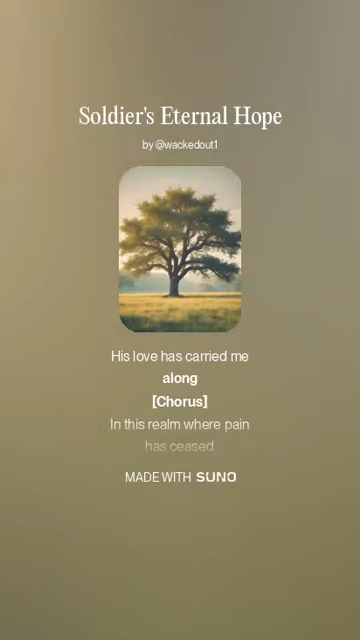 Soldier's Eternal Hope
by @wackedout1
His love has carried me
along
[Chorus]
In this realm where pain
has ceased
MADE WITH SUNO